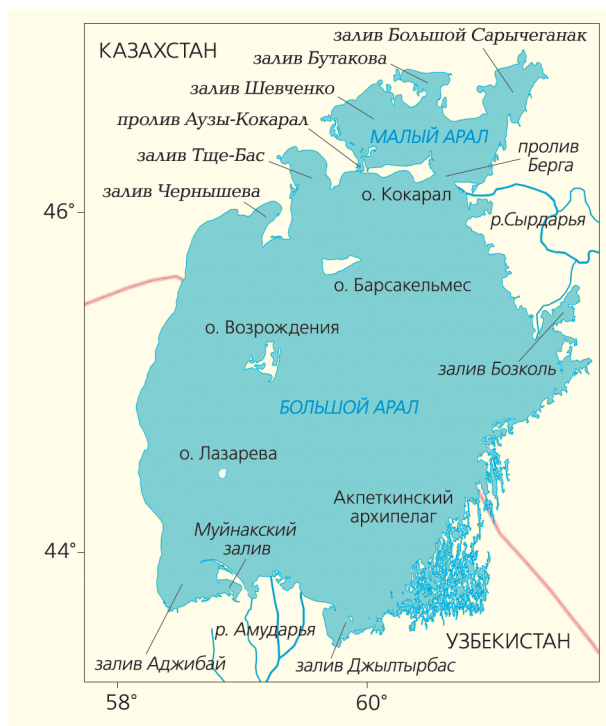 КАЗАХСТАН
залив Большой Сарычеганак
залив Бутакова
залив Шевченко
пролив Аузы-Кокарал
МАЛЫЙ АРАЛ
пролив
Берга
залив Тще-Бас
залив Чернышева
о. Кокарал
46°
р.Сырдарья
о. Барсакельмес
о. Возрождения
залив Бозколь
БОЛЬШОЙ АРАЛ
о. Лазарева
Акпеткинский
архипелаг
Муйнакский
залив
44°
р. Амударья
УЗБЕКИСТАН
залив Аджибай
залив Джылтырбас
58°
60°